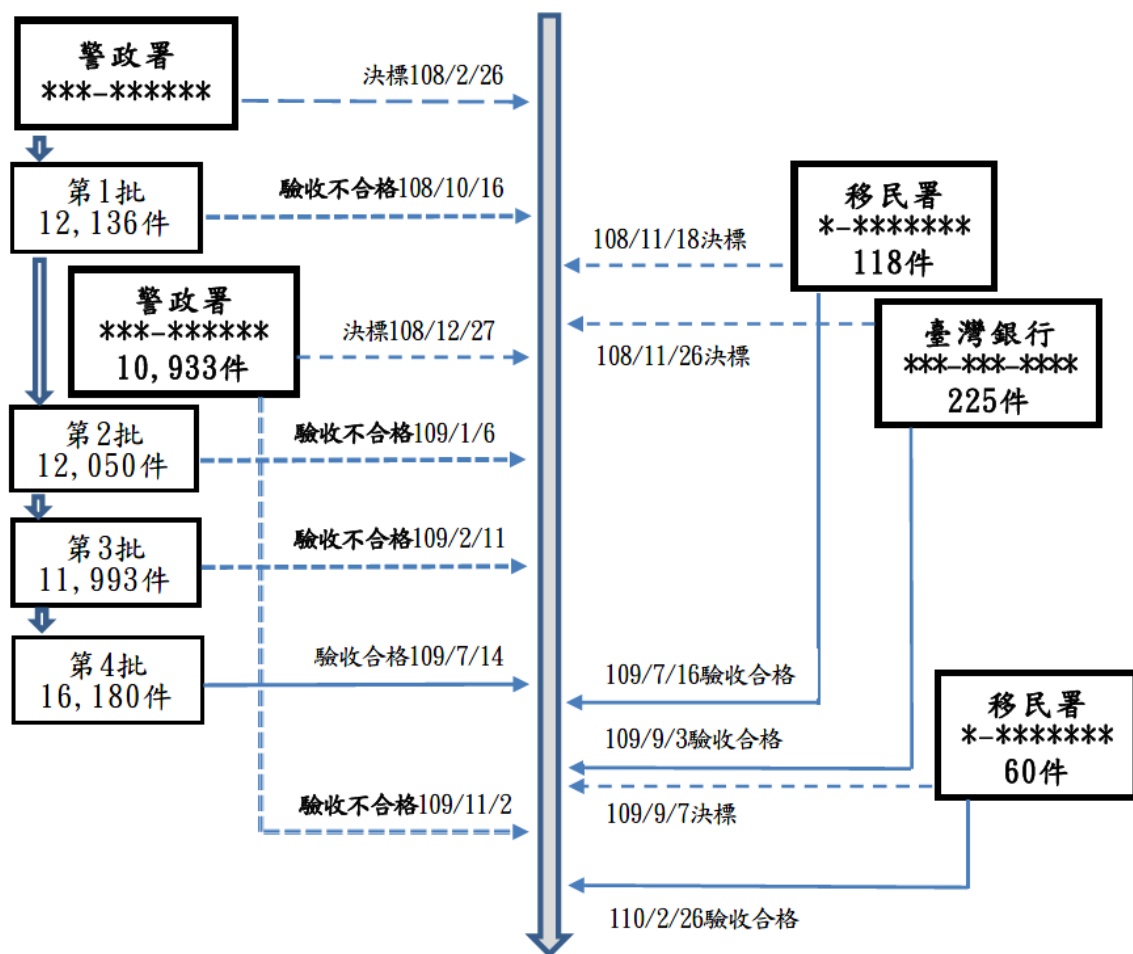 警政署
***-******
決標108/2/26
第1批
12,136件
驗收不合格108/10/16
移民署
*-*******
118件
108/11/18決標
警政署
***-******
10,933件
決標108/12/27
臺灣銀行
***-***-****
225件
108/11/26決標
第2批
12,050件
驗收不合格109/1/6
第3批
11,993件
驗收不合格109/2/11
第4批
16,180件
驗收合格109/7/14
109/7/16驗收合格
移民署
*-*******
60件
109/9/3驗收合格
驗收不合格109/11/2
109/9/7決標
110/2/26驗收合格